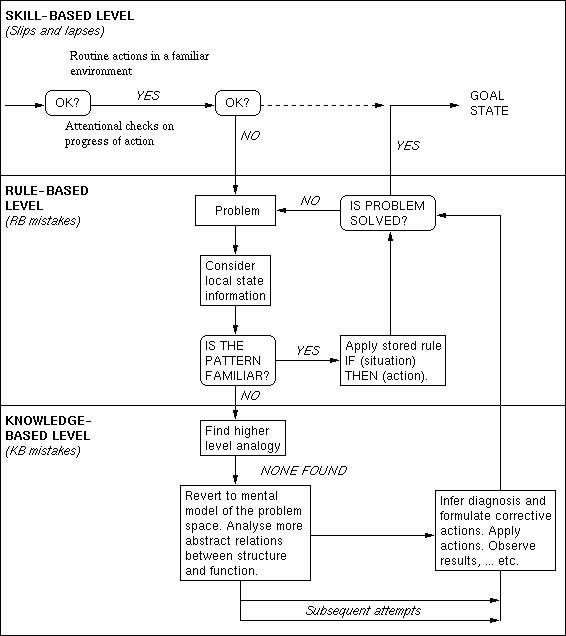 SKILL-BASED LEVEL
(Slips and lapses)
Routine actions in a familiar
environment
OK?
YES
OK?
GOAL
STATE
Attentional checks on
progress of action
NO
YES
RULE-BASED
LEVEL
(RB mistakes)
Problem
NO
IS PROBLEM
SOLVED?
Consider
local state
information
IS THE
PATTERN
FAMILIAR?
YES
Apply stored rule
IF (situation)
THEN (action).
NO
KNOWLEDGE-
BASED LEVEL
(KB mistakes)
Find higher
level analogy
NONE FOUND
Revert to mental
model of the problem
space. Analyse more
abstract relations
between structure
and function.
Infer diagnosis and
formulate corrective
actions. Apply
actions. Observe
results, ... etc.
Subsequent attempts